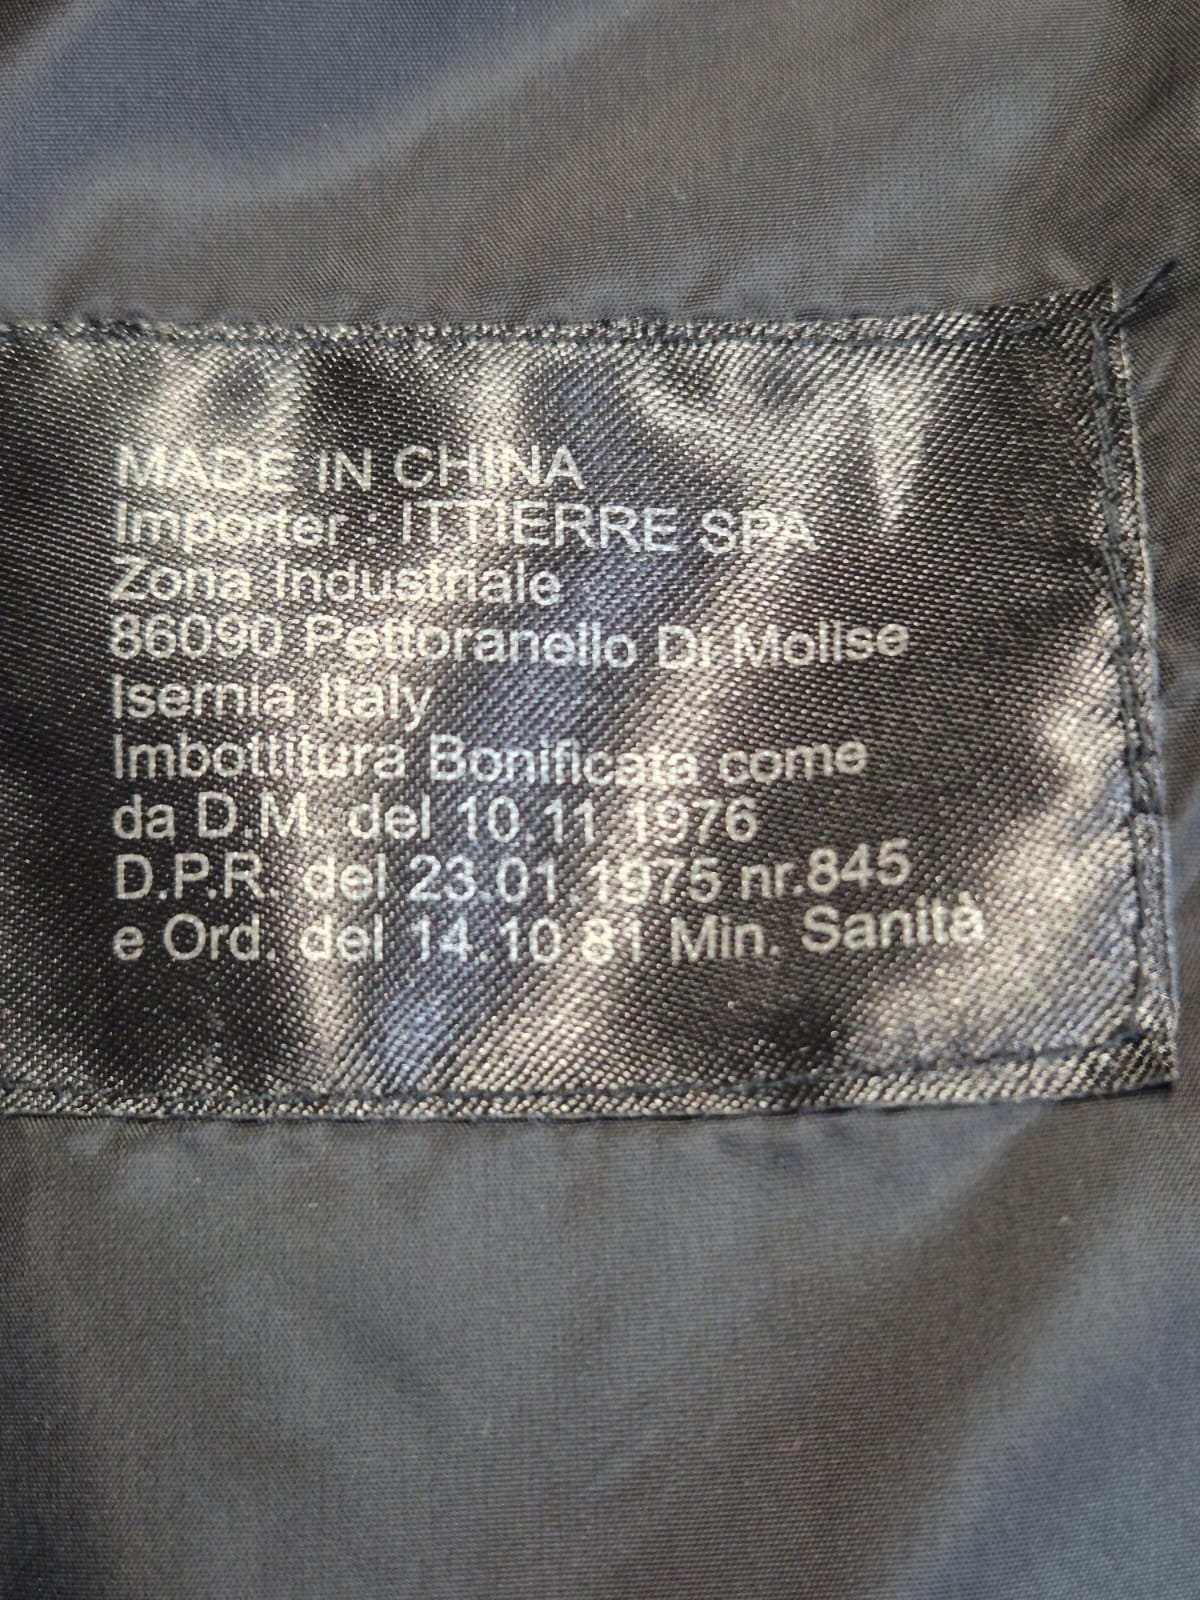 MADE IN CHINA
Importer : ITTIERRE SPA
Zona Industriale
86090 Pettoranello Di Molise
Isernia Italy
Imbottitura Bonificata come
da D.M. del 10.11 1976
D.P.R. del 23.01.1975 nr.845
e Ord. del 14.10.81 Min. Sanità